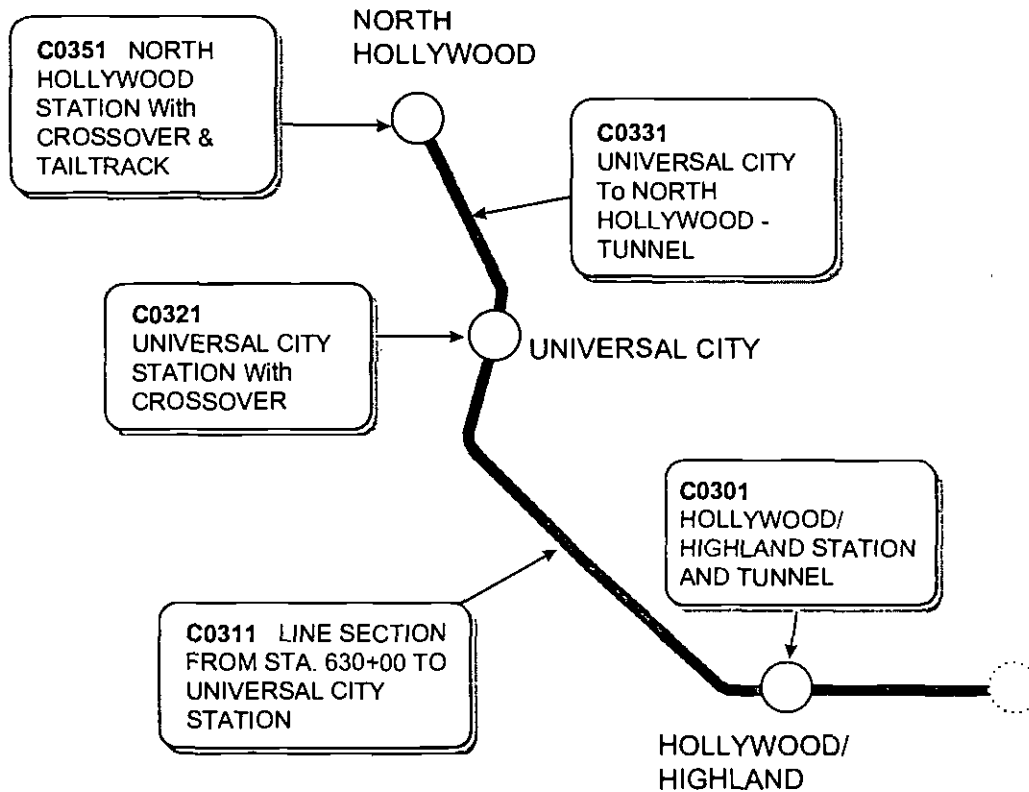 NORTH
HOLLYWOOD
C0351 NORTH
HOLLYWOOD
STATION With
CROSSOVER &
TAILTRACK
C0331
UNIVERSAL CITY
To NORTH
HOLLYWOOD -
TUNNEL
C0321
UNIVERSAL CITY
STATION With
CROSSOVER
UNIVERSAL CITY
C0301
HOLLYWOOD/
HIGHLAND STATION
AND TUNNEL
C0311 LINE SECTION
FROM STA. 630+00 TO
UNIVERSAL CITY
STATION
HOLLYWOOD/
HIGHLAND